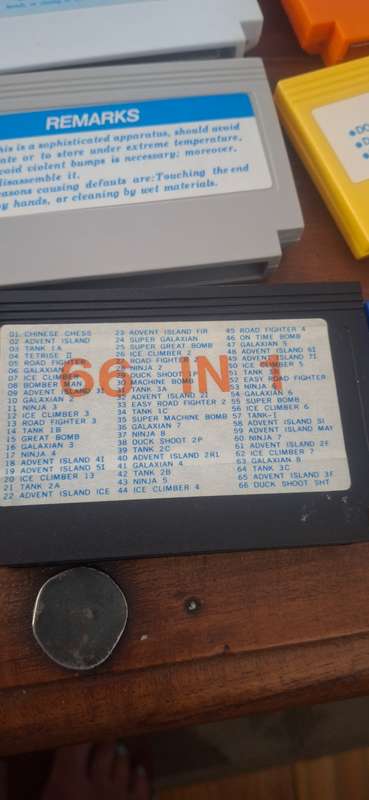 REMARKS
his is a sophisticated apparatus, should avoid
or to store under extreme temperature,
void violent bumps is necessary; moreover,
disassemble it.
easons causing defauts are:Touching the end
by hands, or cleaning by wet materials.
66 IN 1
01. CHINESE CHESS
02 ADVENT ISLAND
03 TANK 1A
04 TETRISE II
05 ROAD FIGHTER
06 GALAXIAN
07 ICE CLIMBER
08 BOMBER MAN
09 ADVENT ISLAND 3I
10 GALAXIAN 2
11 NINJA 3
12 ICE CLIMBER 3
13 ROAD FIGHTER 3
14 TANK 1B
15 GREAT BOMB
16 GALAXIAN 3
17 NINJA 4
18 ADVENT ISLAND 4I
19 ADVENT ISLAND 5I
20 ICE CLIMBER 13
21 TANK 2A
22 ADVENT ISLAND ICE
23 ADVENT ISLAND FIR
24 SUPER GALAXIAN
25 SUPER GREAT BOMB
26 ICE CLIMBER 2
27 ROAD FIGHTER 2
28 NINJA 2
29 DUCK SHOOT
30 MACHINE BOMB
31 TANK 3A
32 ADVENT ISLAND 2I
33 EASY ROAD FIGHTER 2
34 TANK 1C
35 SUPER MACHINE BOMB
36 GALAXIAN 7
37 NINJA 8
38 DUCK SHOOT 2P
39 TANK 2C
40 ADVENT ISLAND 2R1
41 GALAXIAN 4
42 TANK 2B
43 NINJA 5
44 ICE CLIMBER 4
45 ROAD FIGHTER 4
46 ON TIME BOMB
47 GALAXIAN 5
48 ADVENT ISLAND 6I
49 ADVENT ISLAND 7I
50 ICE CLIMBER 5
51 TANK 3B
52 EASY ROAD FIGHTER
53 NINJA 6
54 GALAXIAN 6
55 SUPER BOMB
56 ICE CLIMBER 6
57 TANK-I
58 ADVENT ISLAND 3I
59 ADVENT ISLAND MAY
60 NINJA 7
61 ADVENT ISLAND 2F
62 ICE CLIMBER 7
63 GALAXIAN 8
64 TANK 3C
65 ADVENT ISLAND 3F
66 DUCK SHOOT SHT